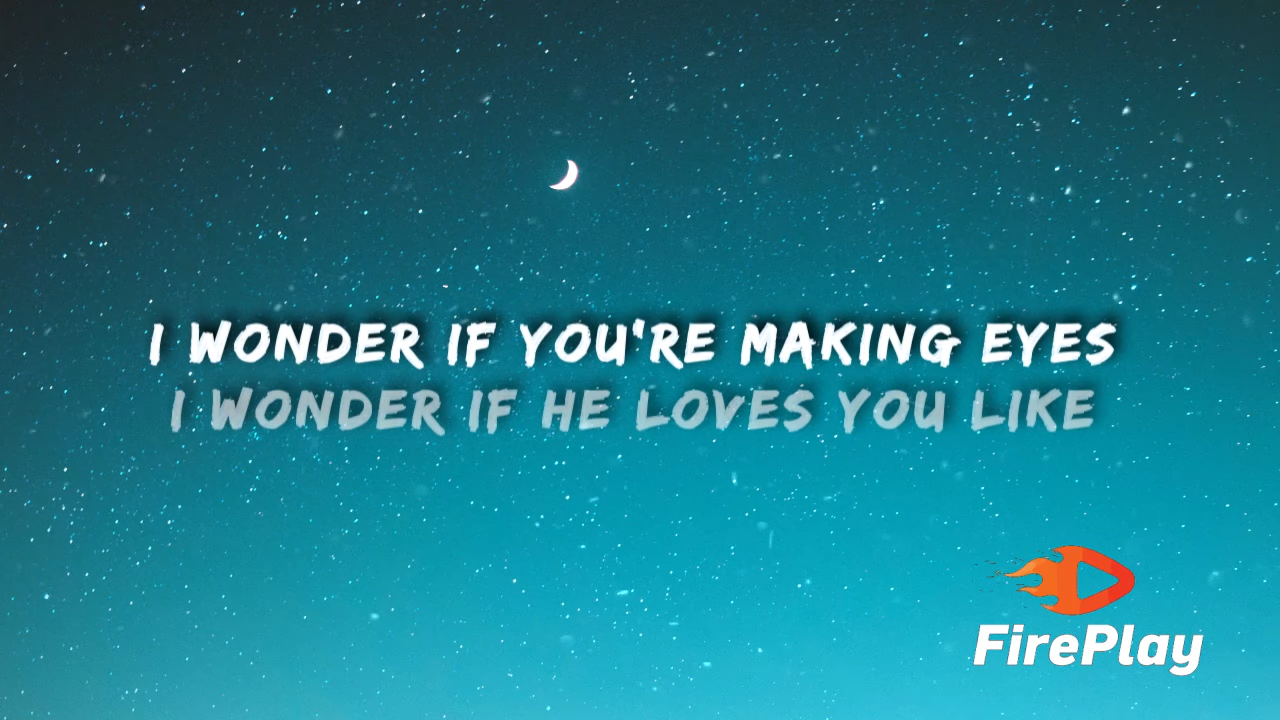 I WONDER IF YOU'RE MAKING EYES
I WONDER IF HE LOVES YOU LIKE
FirePlay